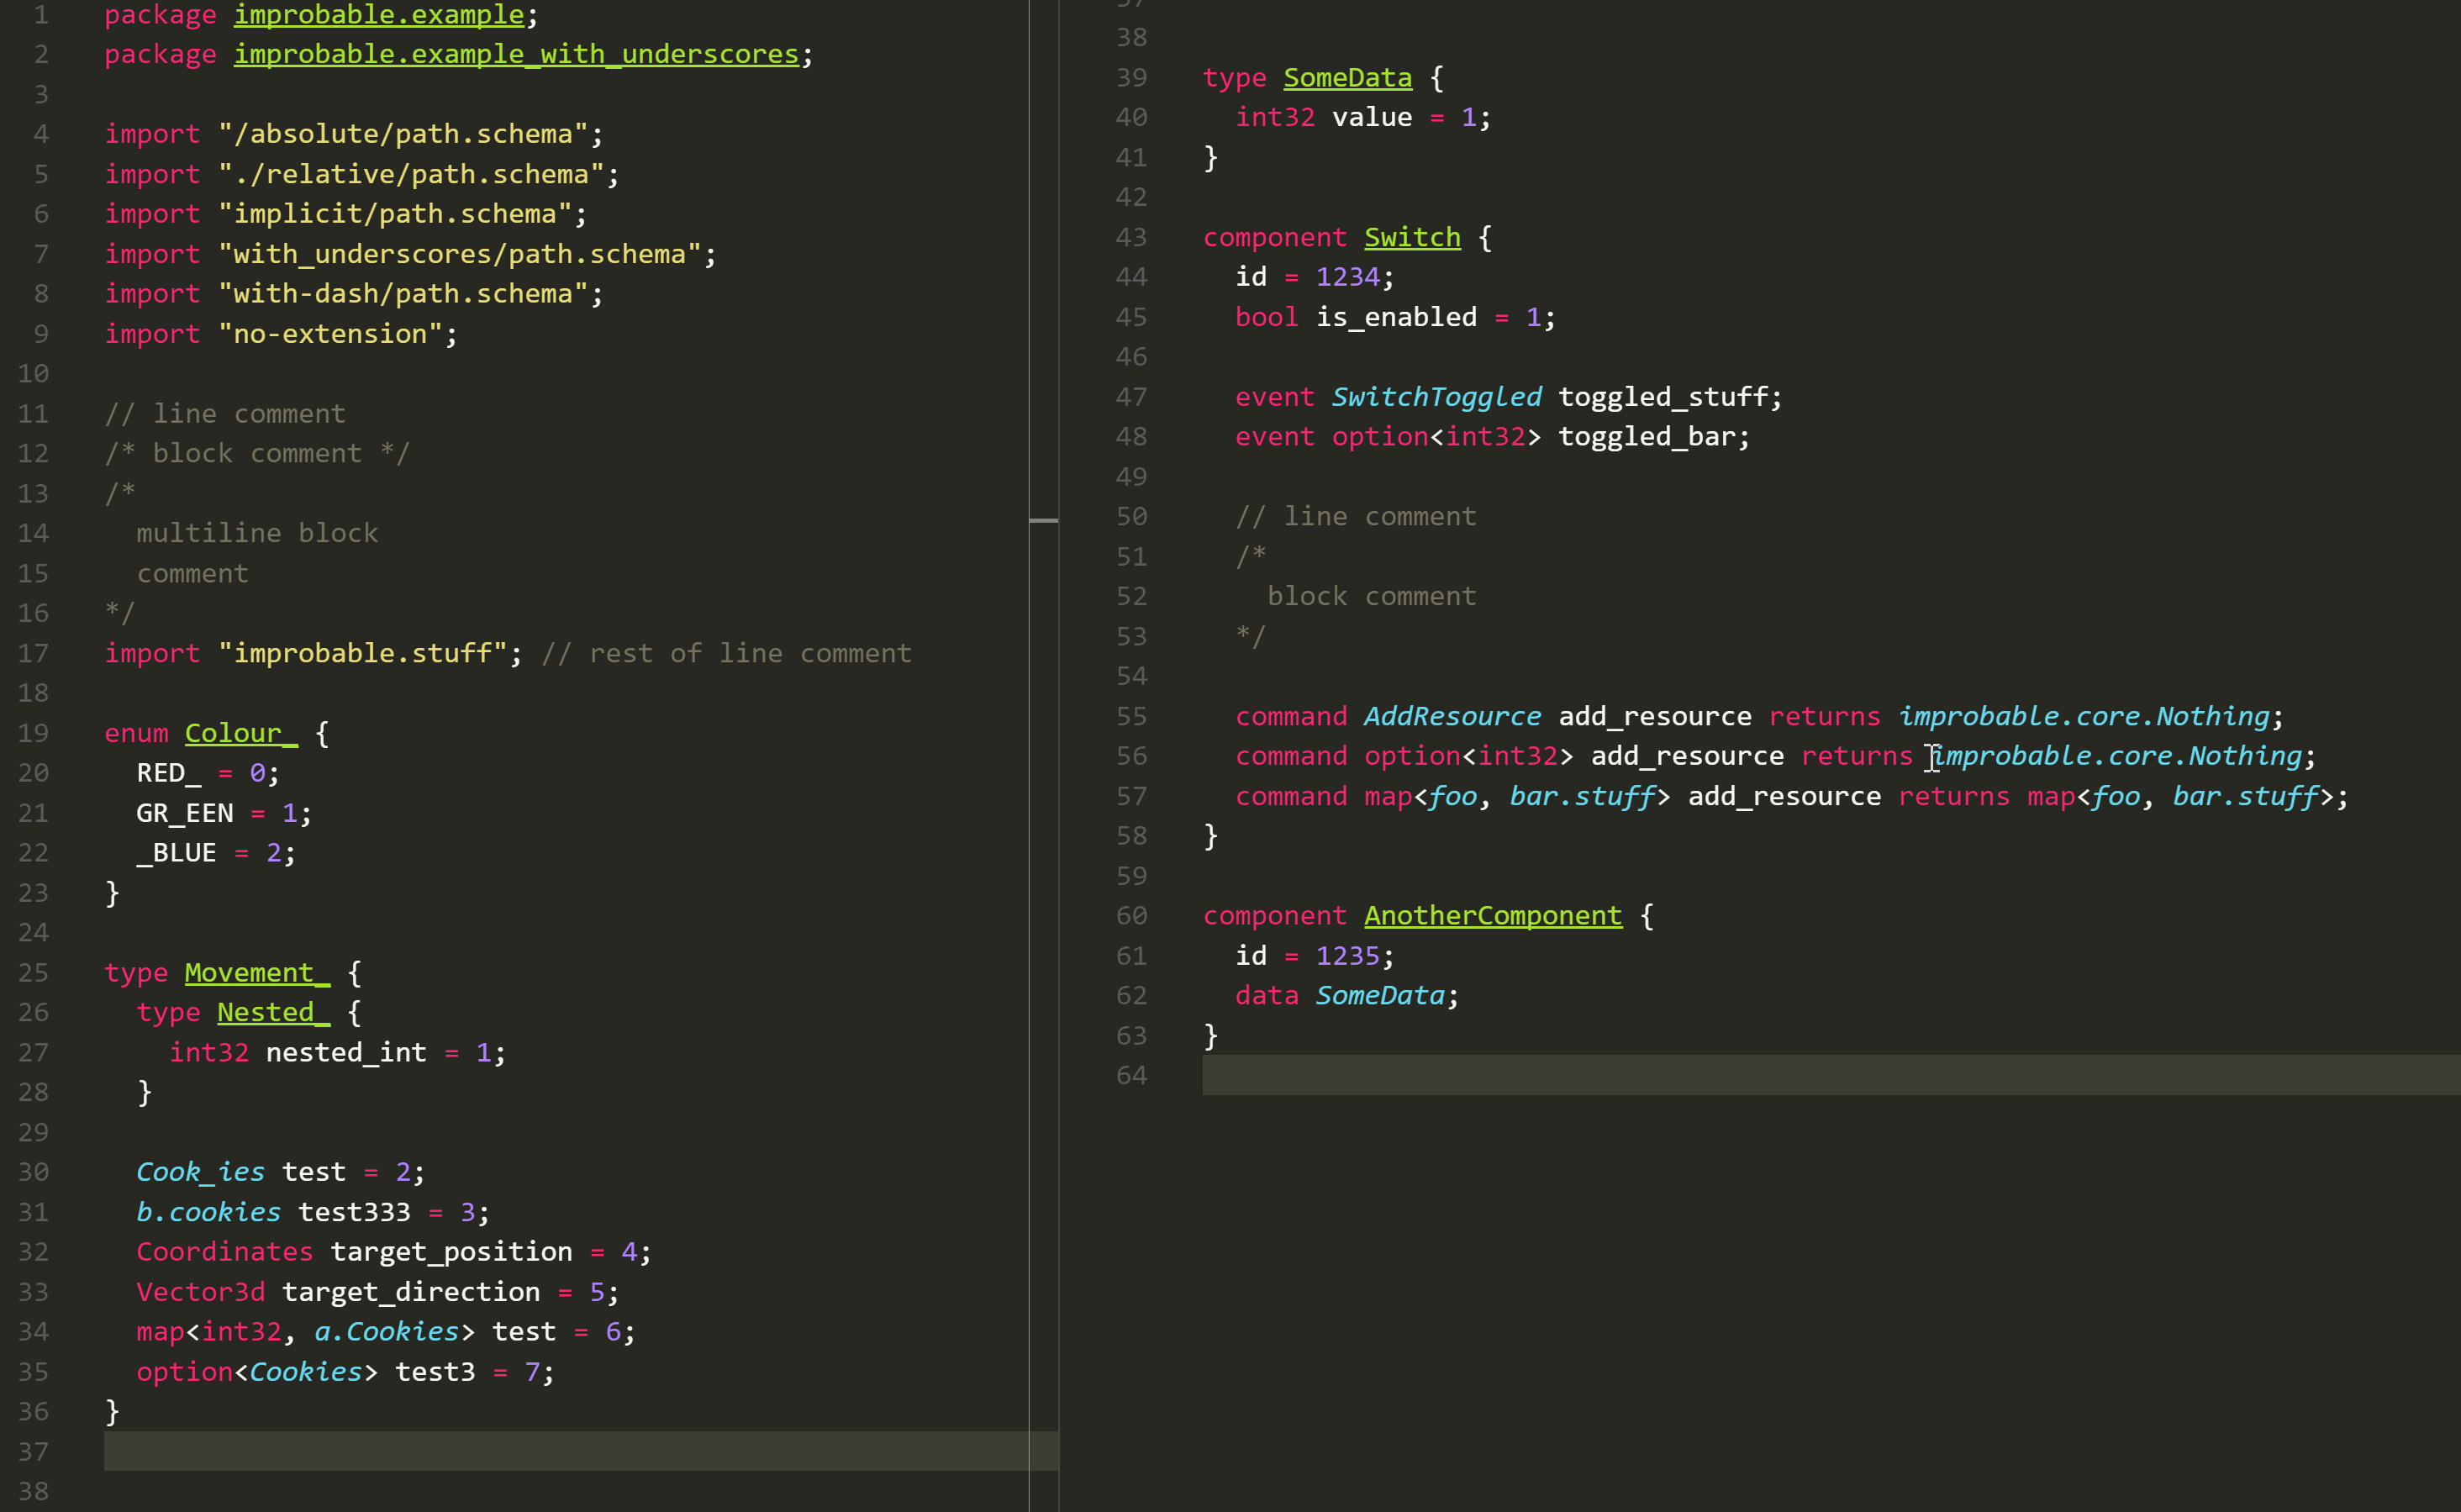 1 package improbable.example;
2 package improbable.example_with_underscores;
3
4 import "/absolute/path.schema";
5 import "./relative/path.schema";
6 import "implicit/path.schema";
7 import "with_underscores/path.schema";
8 import "with-dash/path.schema";
9 import "no-extension";
10
11 // line comment
12 /* block comment */
13 /*
14   multiline block
15   comment
16 */
17 import "improbable.stuff"; // rest of line comment
18
19 enum Colour_ {
20   RED_ = 0;
21   GR_EEN = 1;
22   _BLUE = 2;
23 }
24
25 type Movement_ {
26   type Nested_ {
27     int32 nested_int = 1;
28   }
29
30   Cook_ies test = 2;
31   b.cookies test333 = 3;
32   Coordinates target_position = 4;
33   Vector3d target_direction = 5;
34   map<int32, a.Cookies> test = 6;
35   option<Cookies> test3 = 7;
36 }
37
38
37
38
39 type SomeData {
40   int32 value = 1;
41 }
42
43 component Switch {
44   id = 1234;
45   bool is_enabled = 1;
46
47   event SwitchToggled toggled_stuff;
48   event option<int32> toggled_bar;
49
50   // line comment
51   /*
52     block comment
53   */
54
55   command AddResource add_resource returns improbable.core.Nothing;
56   command option<int32> add_resource returns improbable.core.Nothing;
57   command map<foo, bar.stuff> add_resource returns map<foo, bar.stuff>;
58 }
59
60 component AnotherComponent {
61   id = 1235;
62   data SomeData;
63 }
64